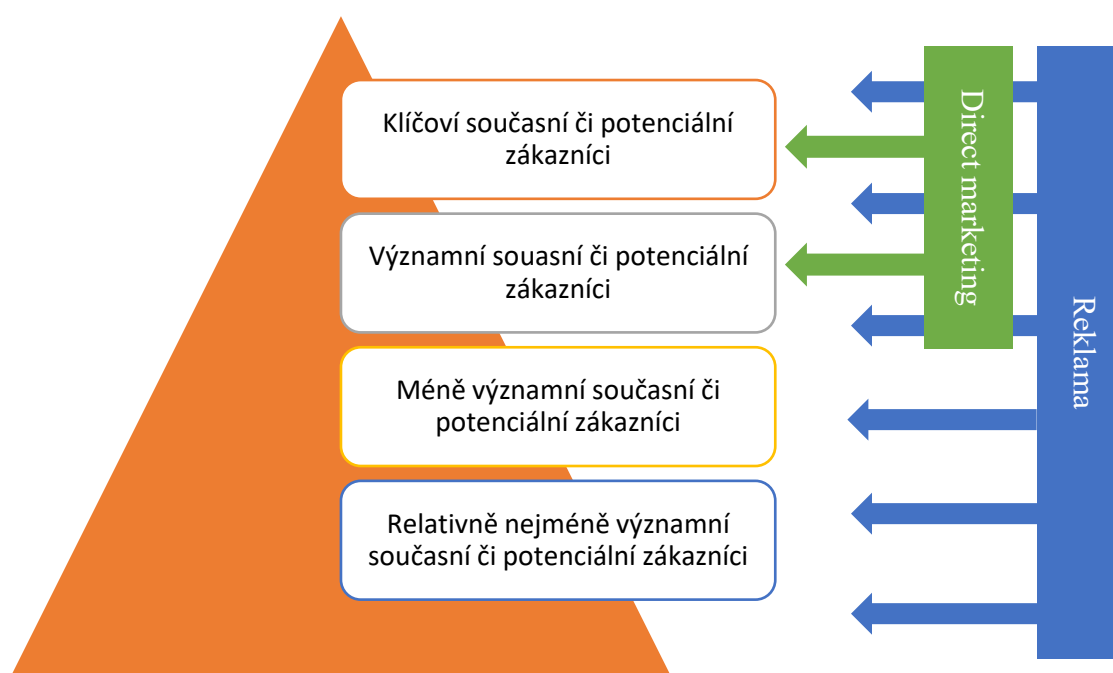 Klíčoví současní či potenciální
zákazníci
Významní souasní či potenciální
zákazníci
Méně významní současní či
potenciální zákazníci
Relativně nejméně významní
současní či potenciální zákazníci
Direct marketing
Reklama